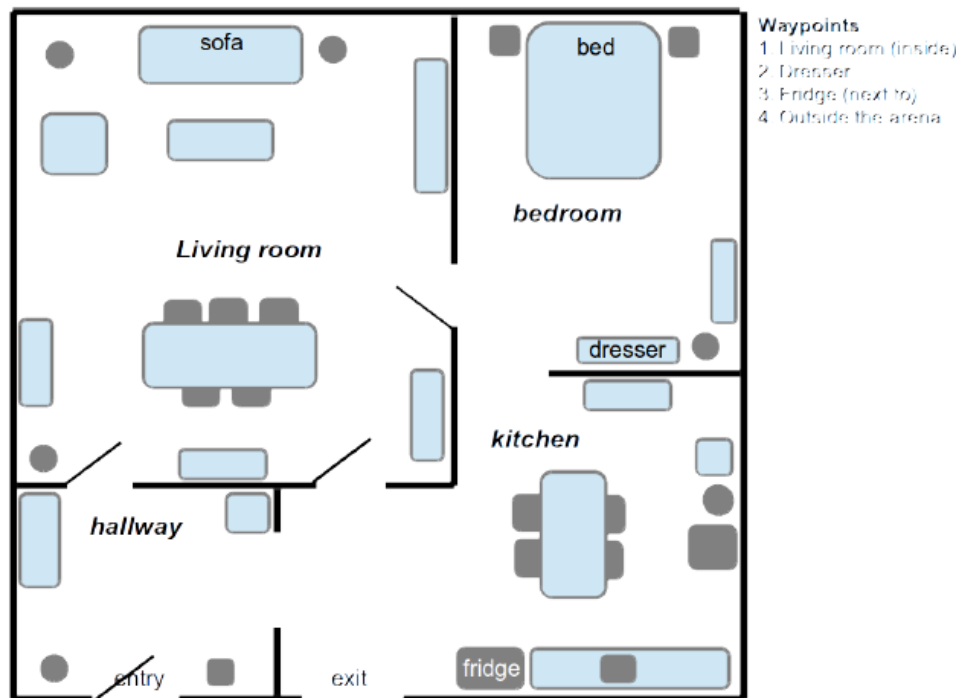 sofa
bed
Waypoints
1. Living room (inside)
2. Dresser
3. Fridge (next to)
4. Outside the arena
bedroom
Living room
dresser
kitchen
hallway
fridge
entry
exit